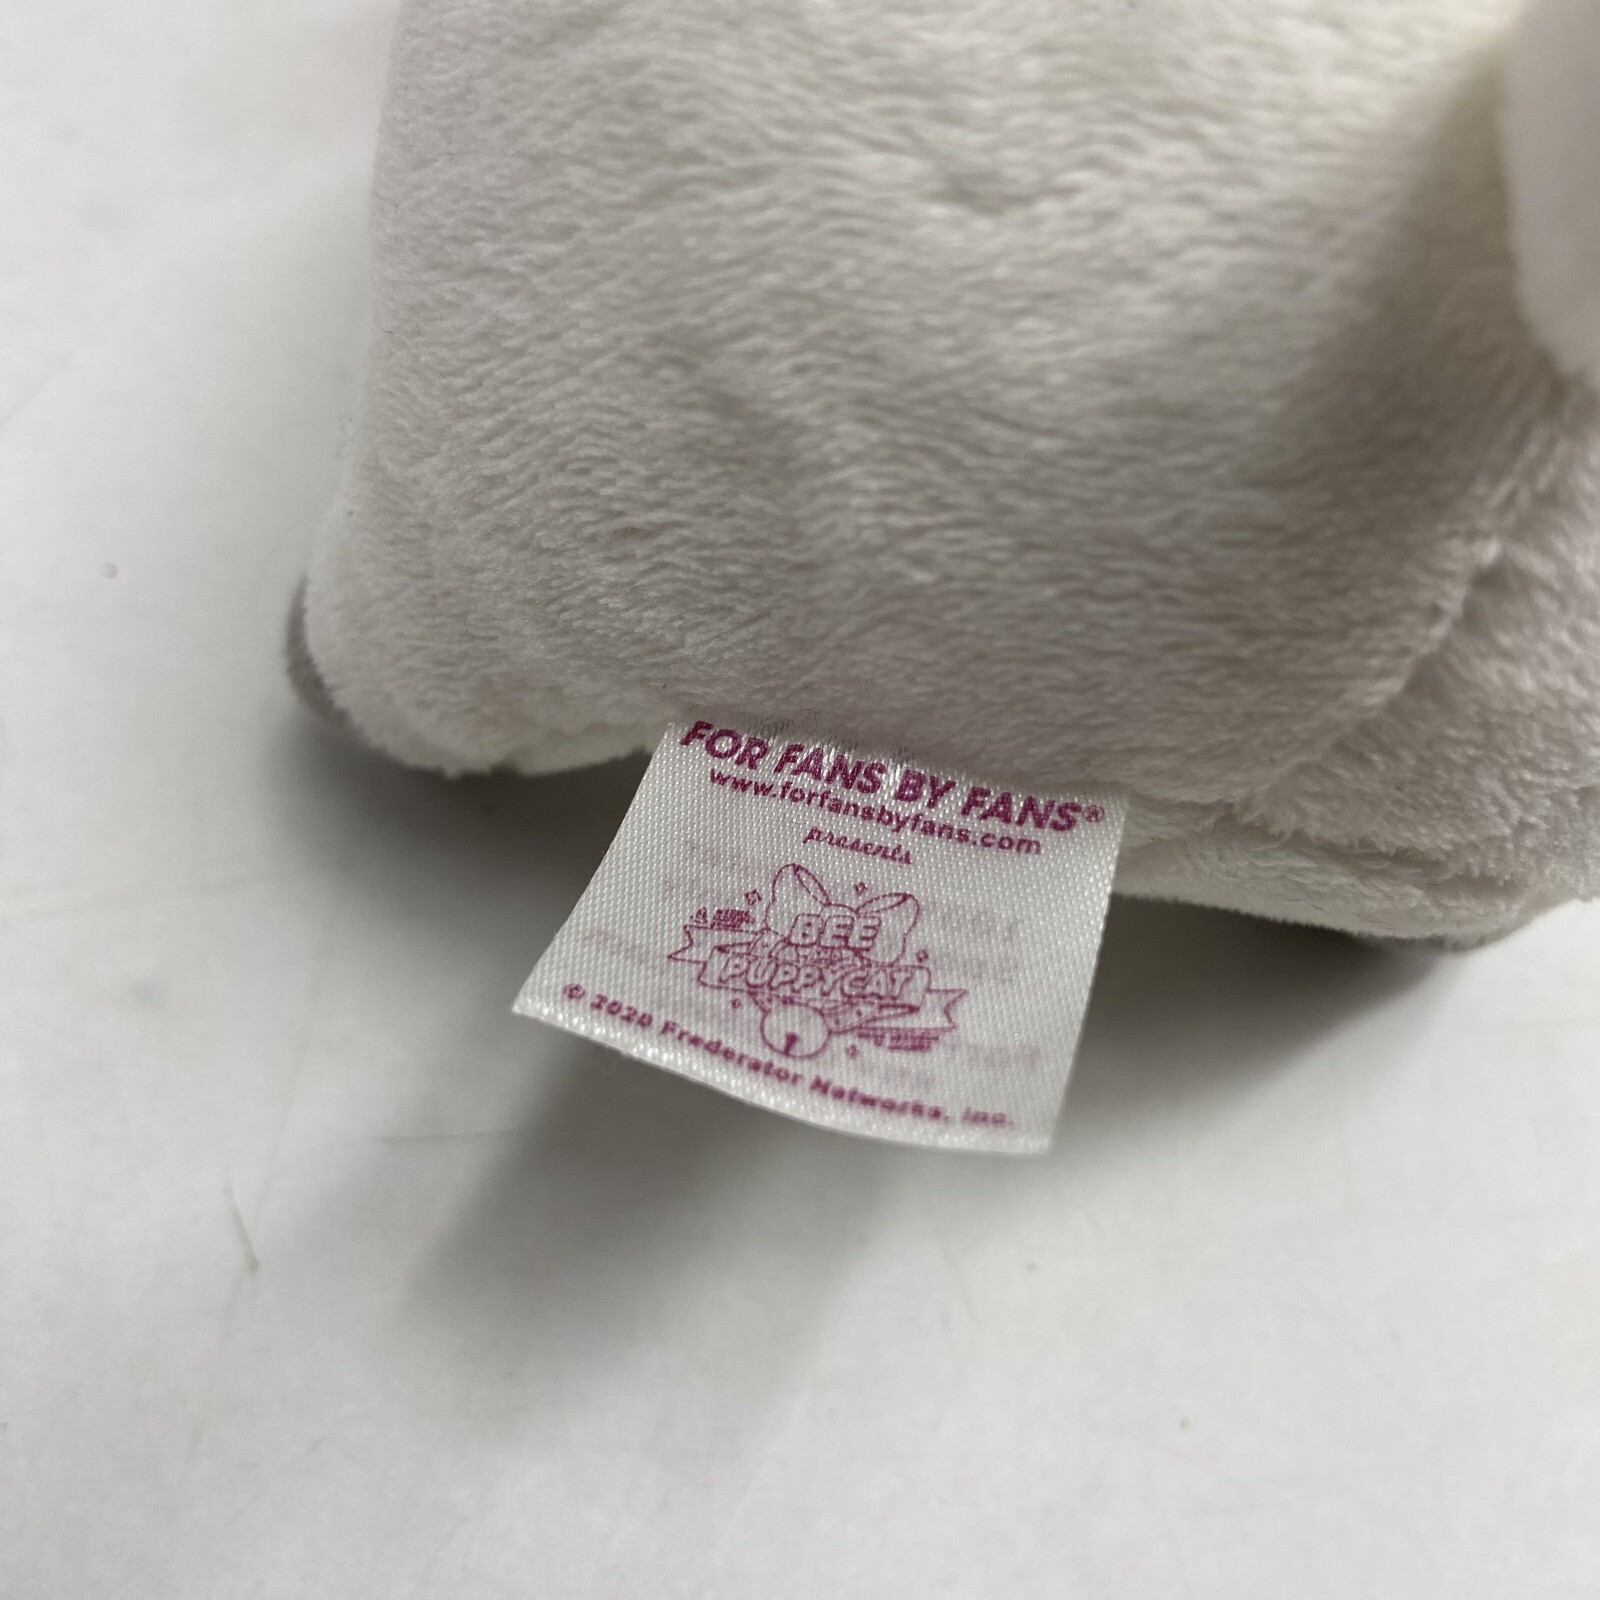 FOR FANS BY FANS®
www.forfansbyfans.com
presents
BEE
PUPPYCAT
© 2020 Frederator Networks, Inc.